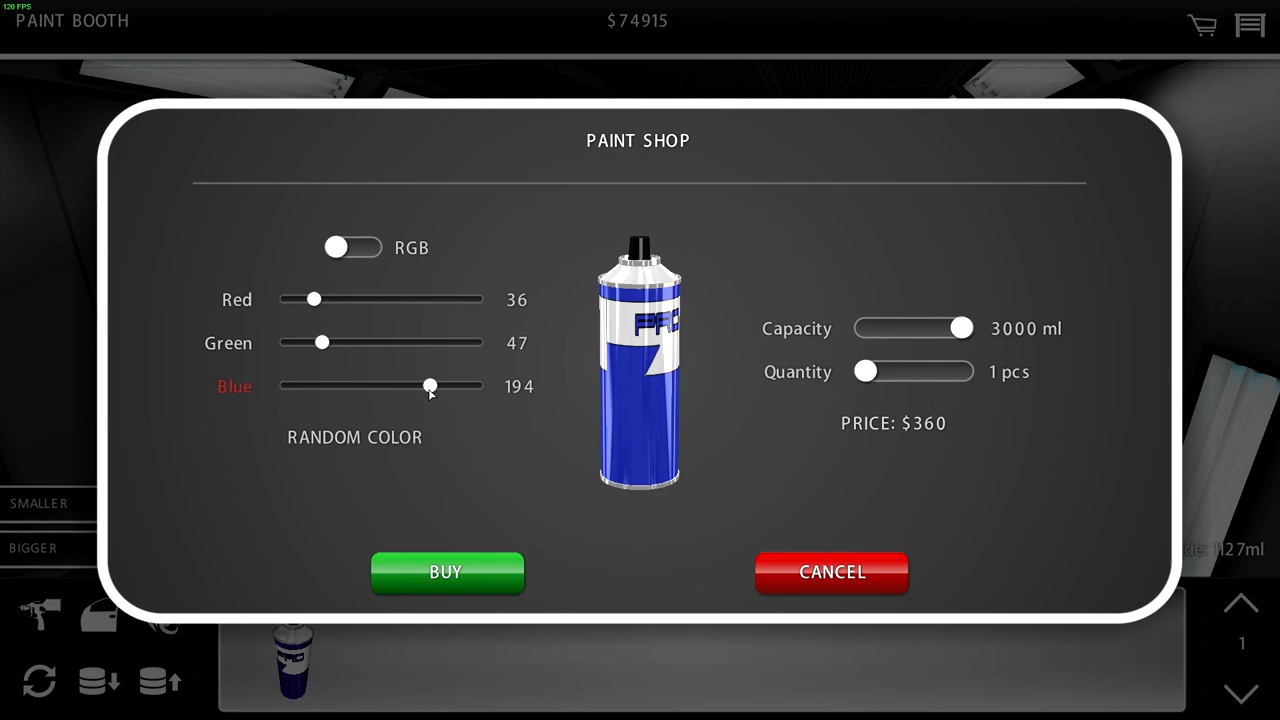 120 FPS
PAINT BOOTH
$74915
PAINT SHOP
RGB
Red 36
Green 47
Blue 194
RANDOM COLOR
Capacity 3000 ml
Quantity 1 pcs
PRICE: $360
SMALLER
BIGGER
1127ml
BUY
CANCEL
1